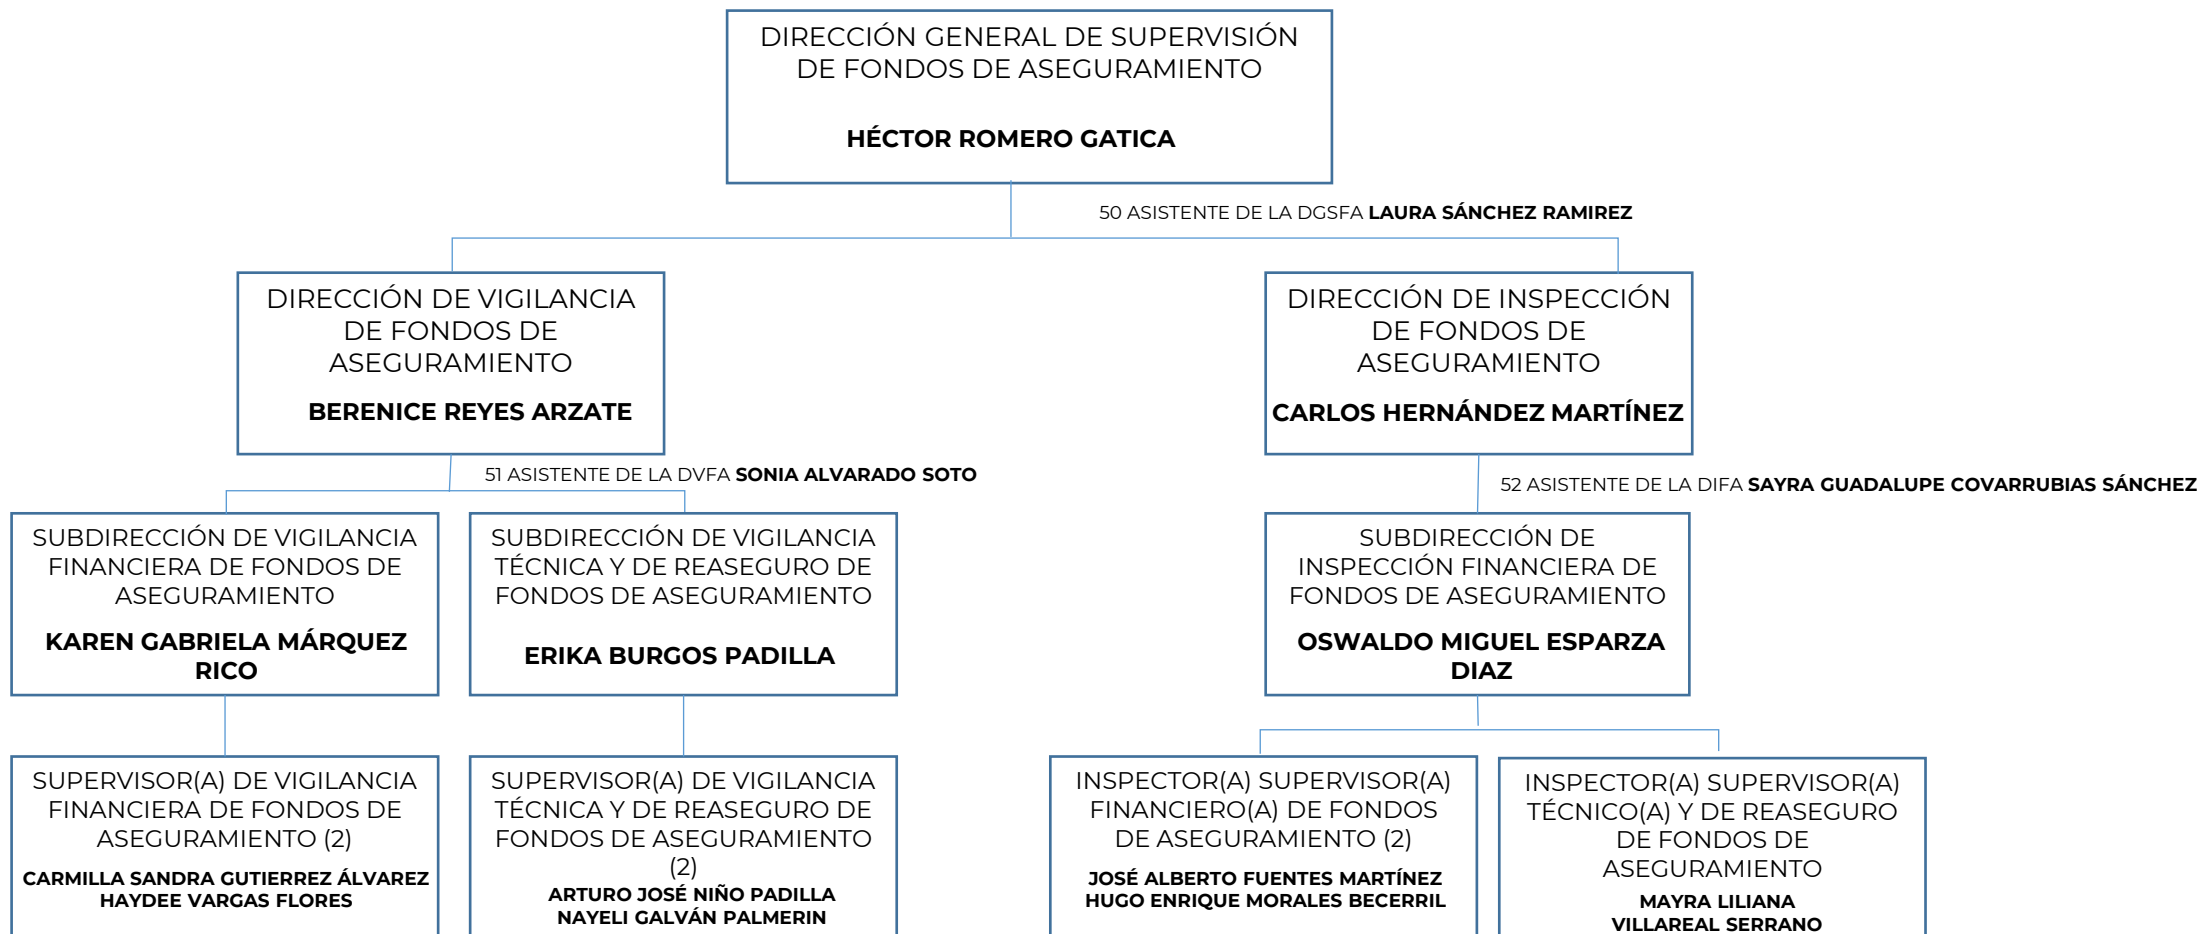 DIRECCIÓN GENERAL DE SUPERVISIÓN
DE FONDOS DE ASEGURAMIENTO
HÉCTOR ROMERO GATICA
50 ASISTENTE DE LA DGSFA LAURA SÁNCHEZ RAMIREZ
DIRECCIÓN DE VIGILANCIA
DE FONDOS DE
ASEGURAMIENTO
BERENICE REYES ARZATE
DIRECCIÓN DE INSPECCIÓN
DE FONDOS DE
ASEGURAMIENTO
CARLOS HERNÁNDEZ MARTÍNEZ
51 ASISTENTE DE LA DVFA SONIA ALVARADO SOTO
52 ASISTENTE DE LA DIFA SAYRA GUADALUPE COVARRUBIAS SÁNCHEZ
SUBDIRECCIÓN DE VIGILANCIA
FINANCIERA DE FONDOS DE
ASEGURAMIENTO
KAREN GABRIELA MÁRQUEZ
RICO
SUBDIRECCIÓN DE VIGILANCIA
TÉCNICA Y DE REASEGURO DE
FONDOS DE ASEGURAMIENTO
ERIKA BURGOS PADILLA
SUBDIRECCIÓN DE
INSPECCIÓN FINANCIERA DE
FONDOS DE ASEGURAMIENTO
OSWALDO MIGUEL ESPARZA
DIAZ
SUPERVISOR(A) DE VIGILANCIA
FINANCIERA DE FONDOS DE
ASEGURAMIENTO (2)
CARMILLA SANDRA GUTIERREZ ÁLVAREZ
HAYDEE VARGAS FLORES
SUPERVISOR(A) DE VIGILANCIA
TÉCNICA Y DE REASEGURO DE
FONDOS DE ASEGURAMIENTO
(2)
ARTURO JOSÉ NIÑO PADILLA
NAYELI GALVÁN PALMERIN
INSPECTOR(A) SUPERVISOR(A)
FINANCIERO(A) DE FONDOS
DE ASEGURAMIENTO (2)
JOSÉ ALBERTO FUENTES MARTÍNEZ
HUGO ENRIQUE MORALES BECERRIL
INSPECTOR(A) SUPERVISOR(A)
TÉCNICO(A) Y DE REASEGURO
DE FONDOS DE
ASEGURAMIENTO
MAYRA LILIANA
VILLAREAL SERRANO